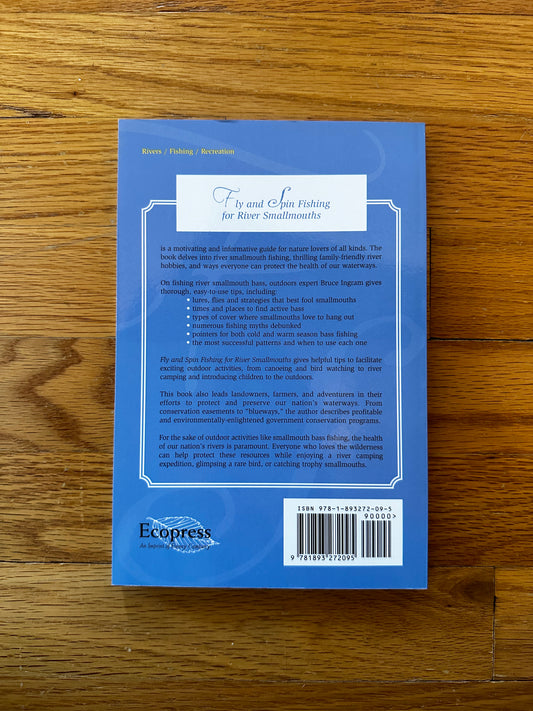 Rivers / Fishing / Recreation
Fly and Spin Fishing
for River Smallmouths
is a motivating and informative guide for nature lovers of all kinds. The
book delves into river smallmouth fishing, thrilling family-friendly river
hobbies, and ways everyone can protect the health of our waterways.
On fishing river smallmouth bass, outdoors expert Bruce Ingram gives
thorough, easy-to-use tips, including:
• lures, flies and strategies that best fool smallmouths
• times and places to find active bass
• types of cover where smallmouths love to hang out
• numerous fishing myths debunked
• pointers for both cold and warm season bass fishing
• the most successful patterns and when to use each one
Fly and Spin Fishing for River Smallmouths gives helpful tips to facilitate
exciting outdoor activities, from canoeing and bird watching to river
camping and introducing children to the outdoors.
This book also leads landowners, farmers, and adventurers in their
efforts to protect and preserve our nation's waterways. From
conservation easements to "blueways," the author describes profitable
and environmentally-enlightened government conservation programs.
For the sake of outdoor activities like smallmouth bass fishing, the health
of our nation's rivers is paramount. Everyone who loves the wilderness
can help protect these resources while enjoying a river camping
expedition, glimpsing a rare bird, or catching trophy smallmouths.
Ecopress
An Imprint of
ISBN 978-1-893272-09-5
90000>
9 781893 272095